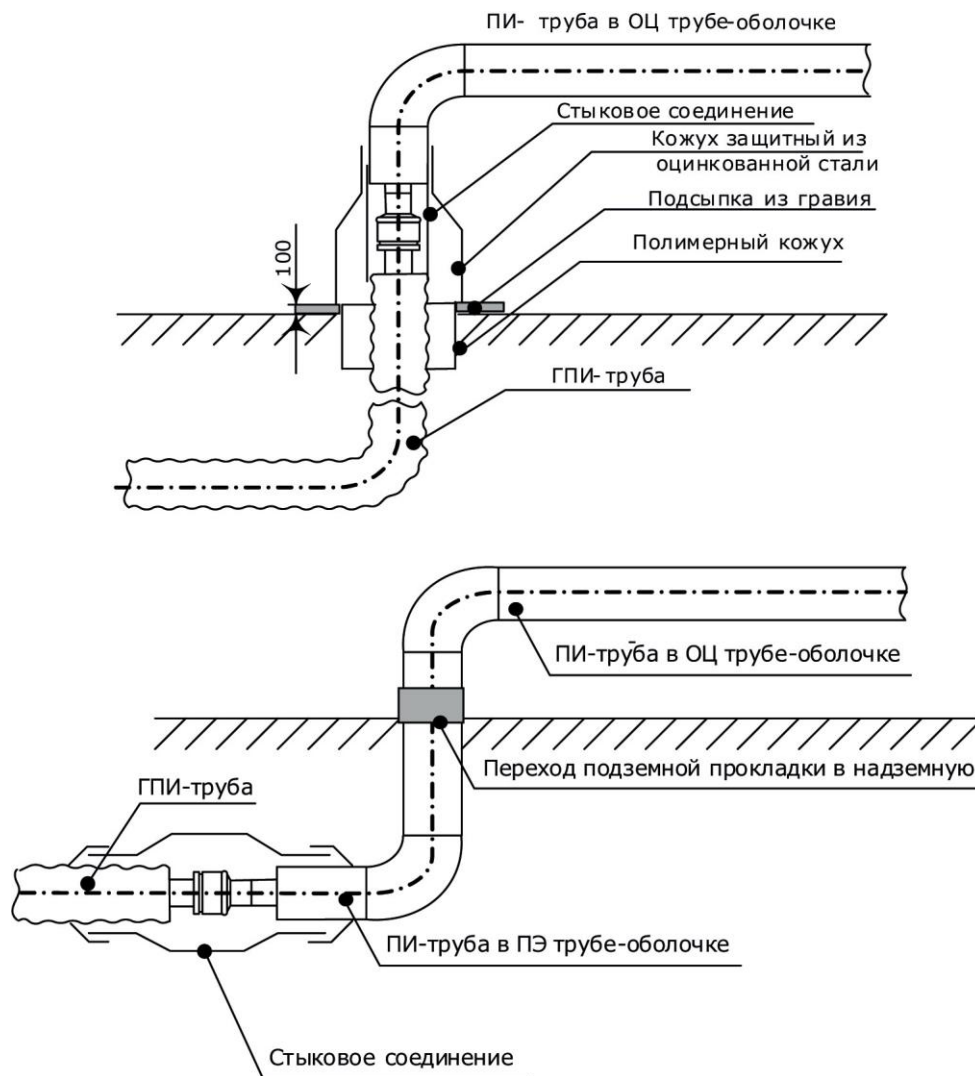 ПИ- труба в ОЦ трубе-оболочке
Стыковое соединение
Кожух защитный из
оцинкованной стали
Подсыпка из гравия
Полимерный кожух
100
ГПИ-труба
ПИ-труба в ОЦ трубе-оболочке
Переход подземной прокладки в надземную
ГПИ-труба
ПИ-труба в ПЭ трубе-оболочке
Стыковое соединение